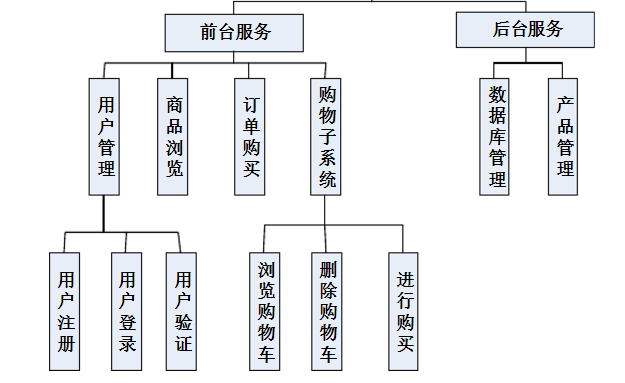 前台服务
后台服务
用户管理
商品浏览
订单购买
购物子系统
数据库管理
产品管理
用户注册
用户登录
用户验证
浏览购物车
删除购物车
进行购买